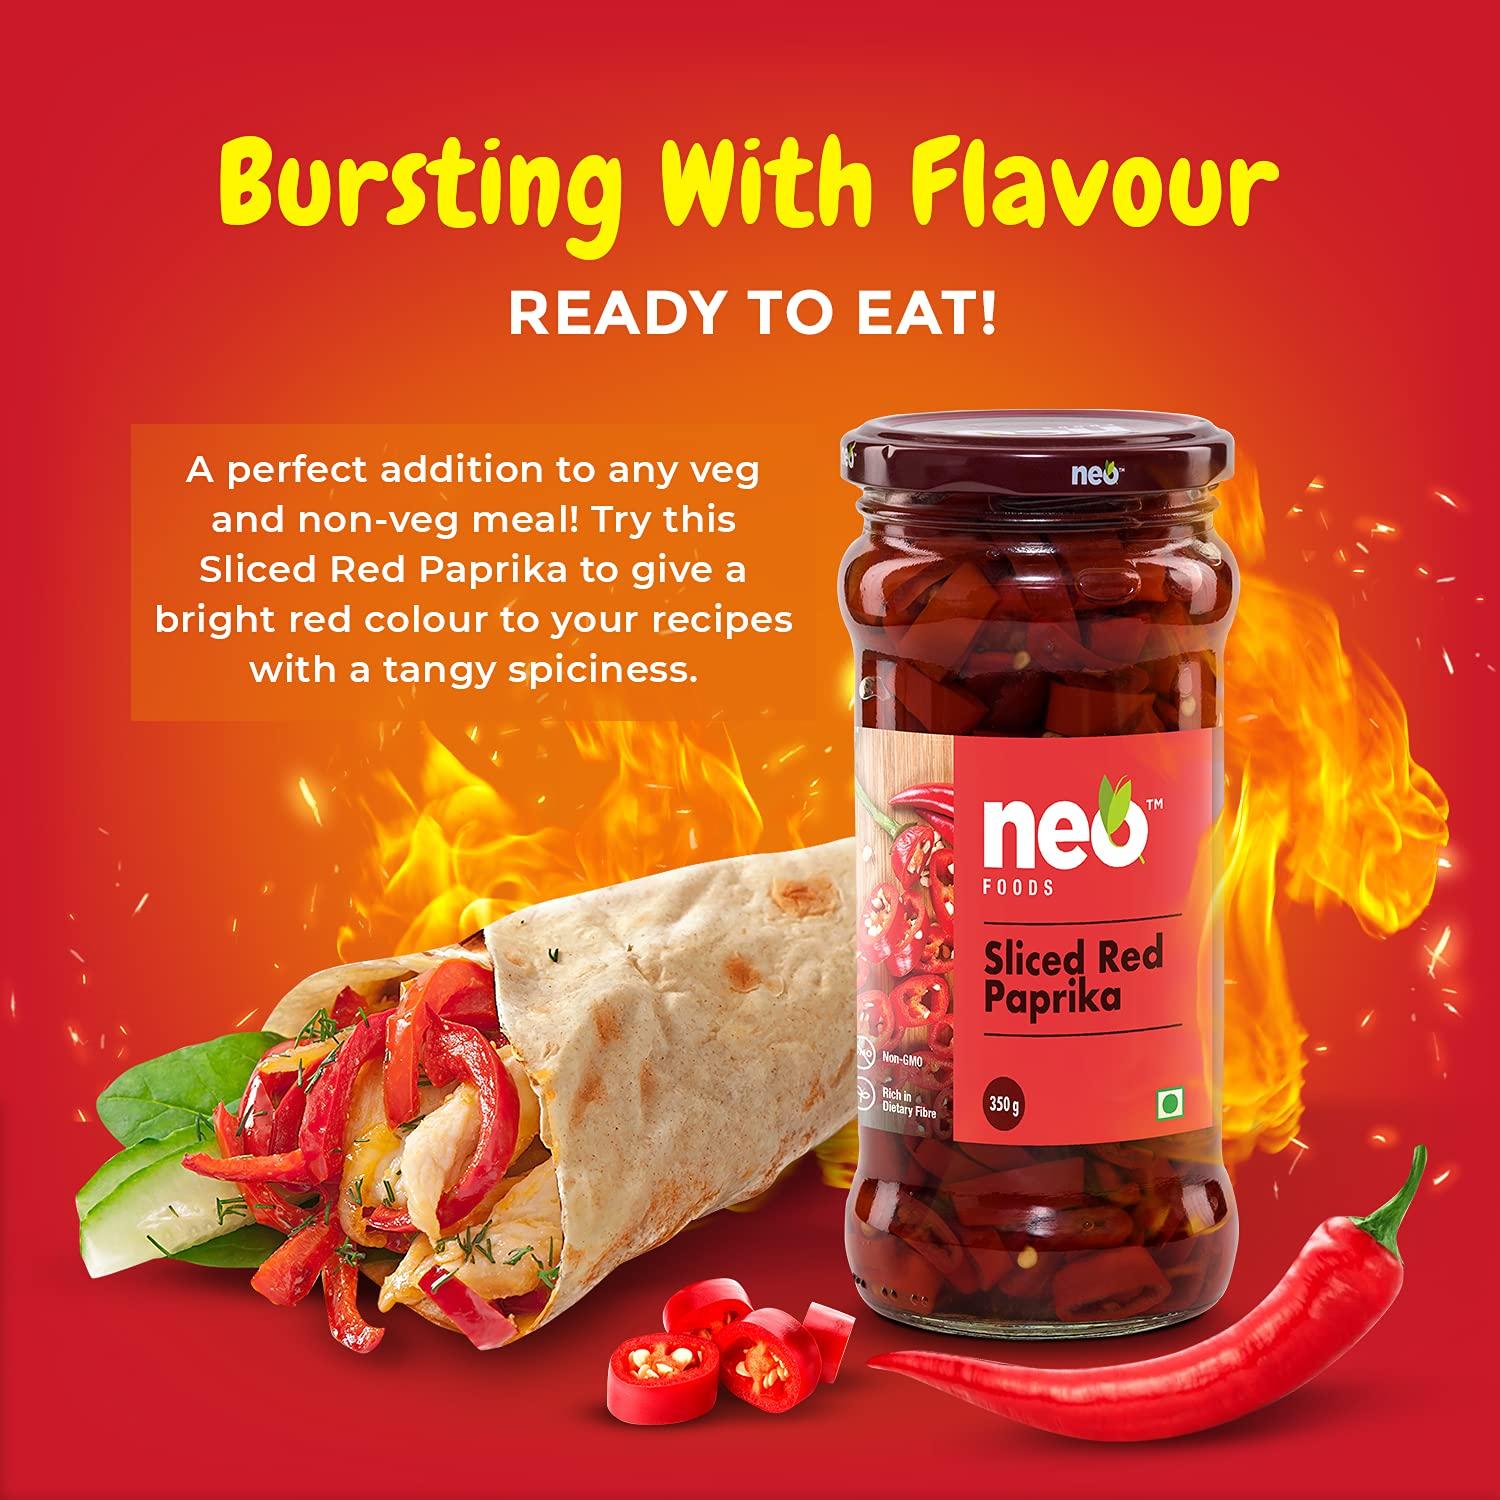 Bursting With Flavour
READY TO EAT!
A perfect addition to any veg
and non-veg meal! Try this
Sliced Red Paprika to give a
bright red colour to your recipes
with a tangy spiciness.
neo
neo™
neo™
FOODS
Sliced Red
Paprika
Non-GMO
Rich in
Dietary Fibre
350 g